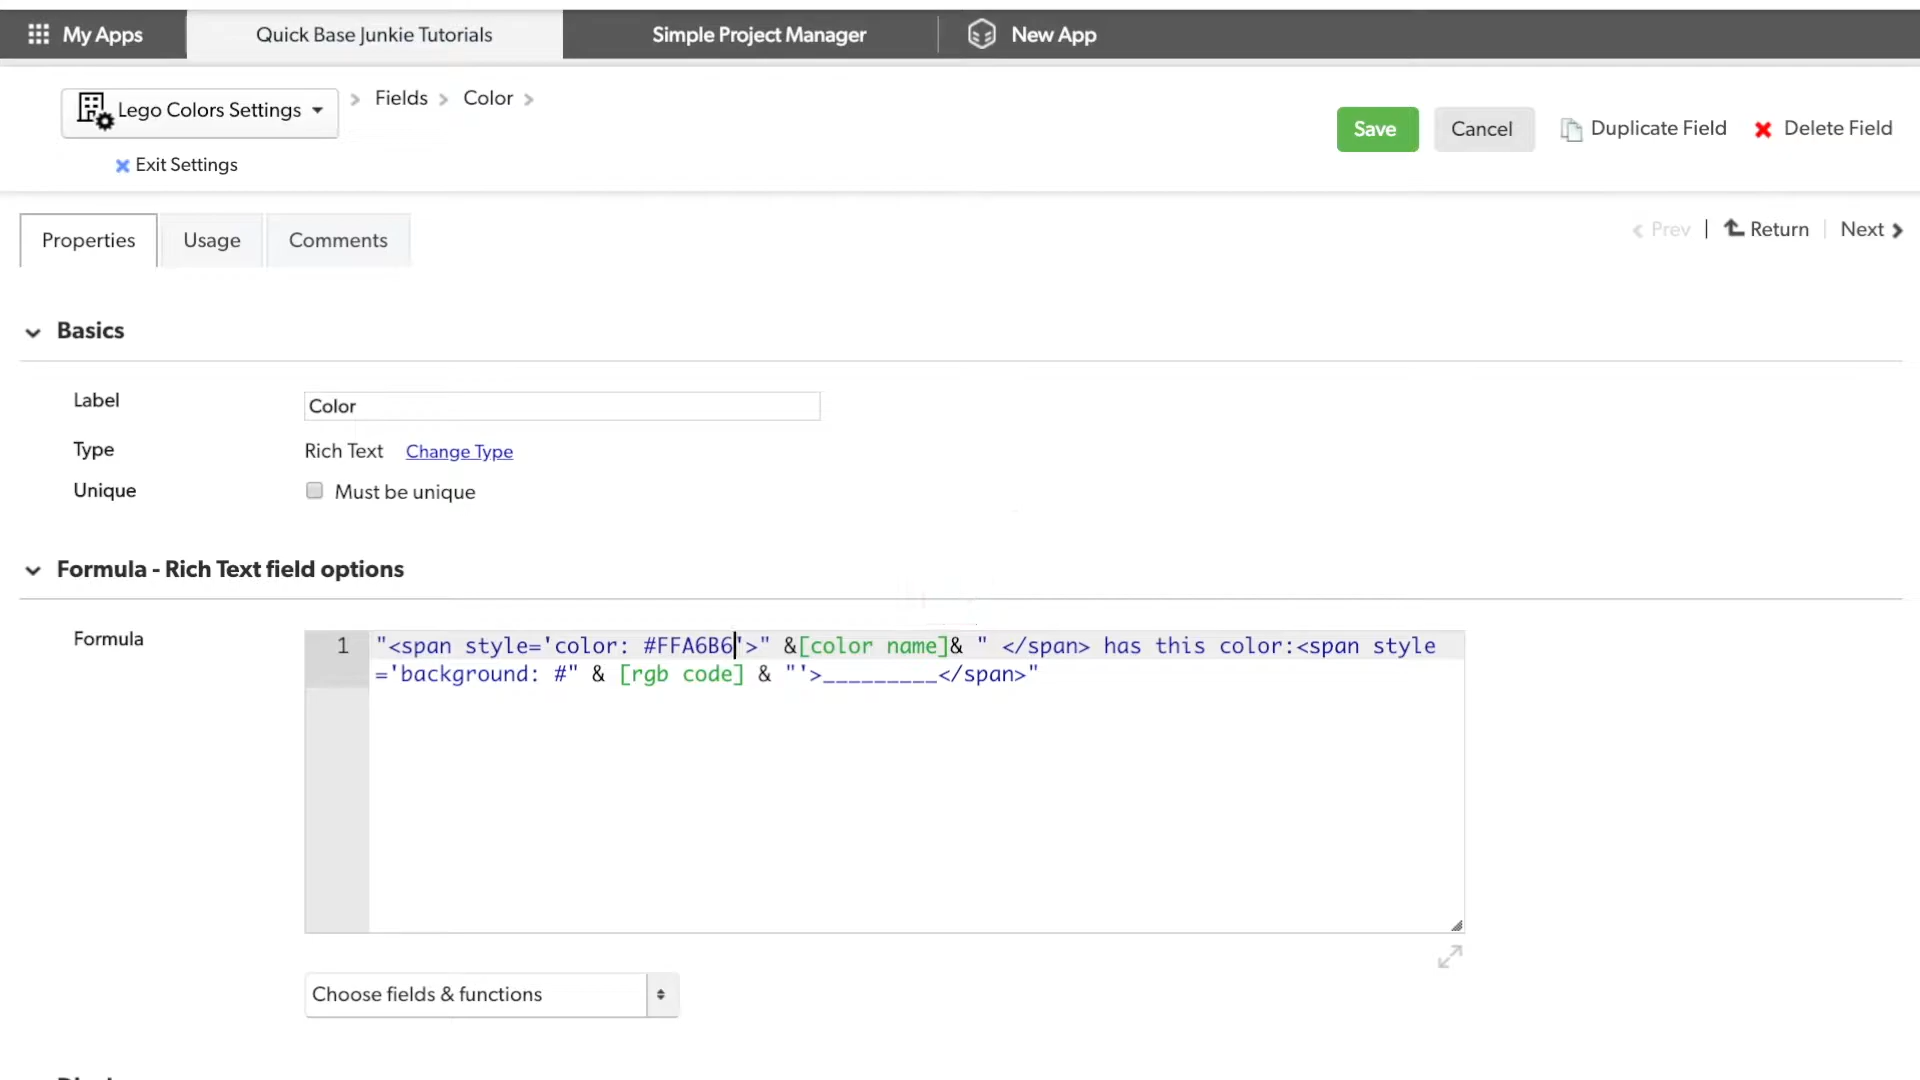 My Apps
Quick Base Junkie Tutorials
Simple Project Manager
New App
Lego Colors Settings
Fields
Color
Save
Cancel
Duplicate Field
Delete Field
Exit Settings
Properties
Usage
Comments
Prev
Return
Next
Basics
Label
Color
Type
Rich Text
Change Type
Unique
Must be unique
Formula - Rich Text field options
Formula
1
"<span style='color: #FFA6B6'>" &[color name]& " </span> has this color:<span style
='background: #" & [rgb code] & "'>_________</span>"
Choose fields & functions